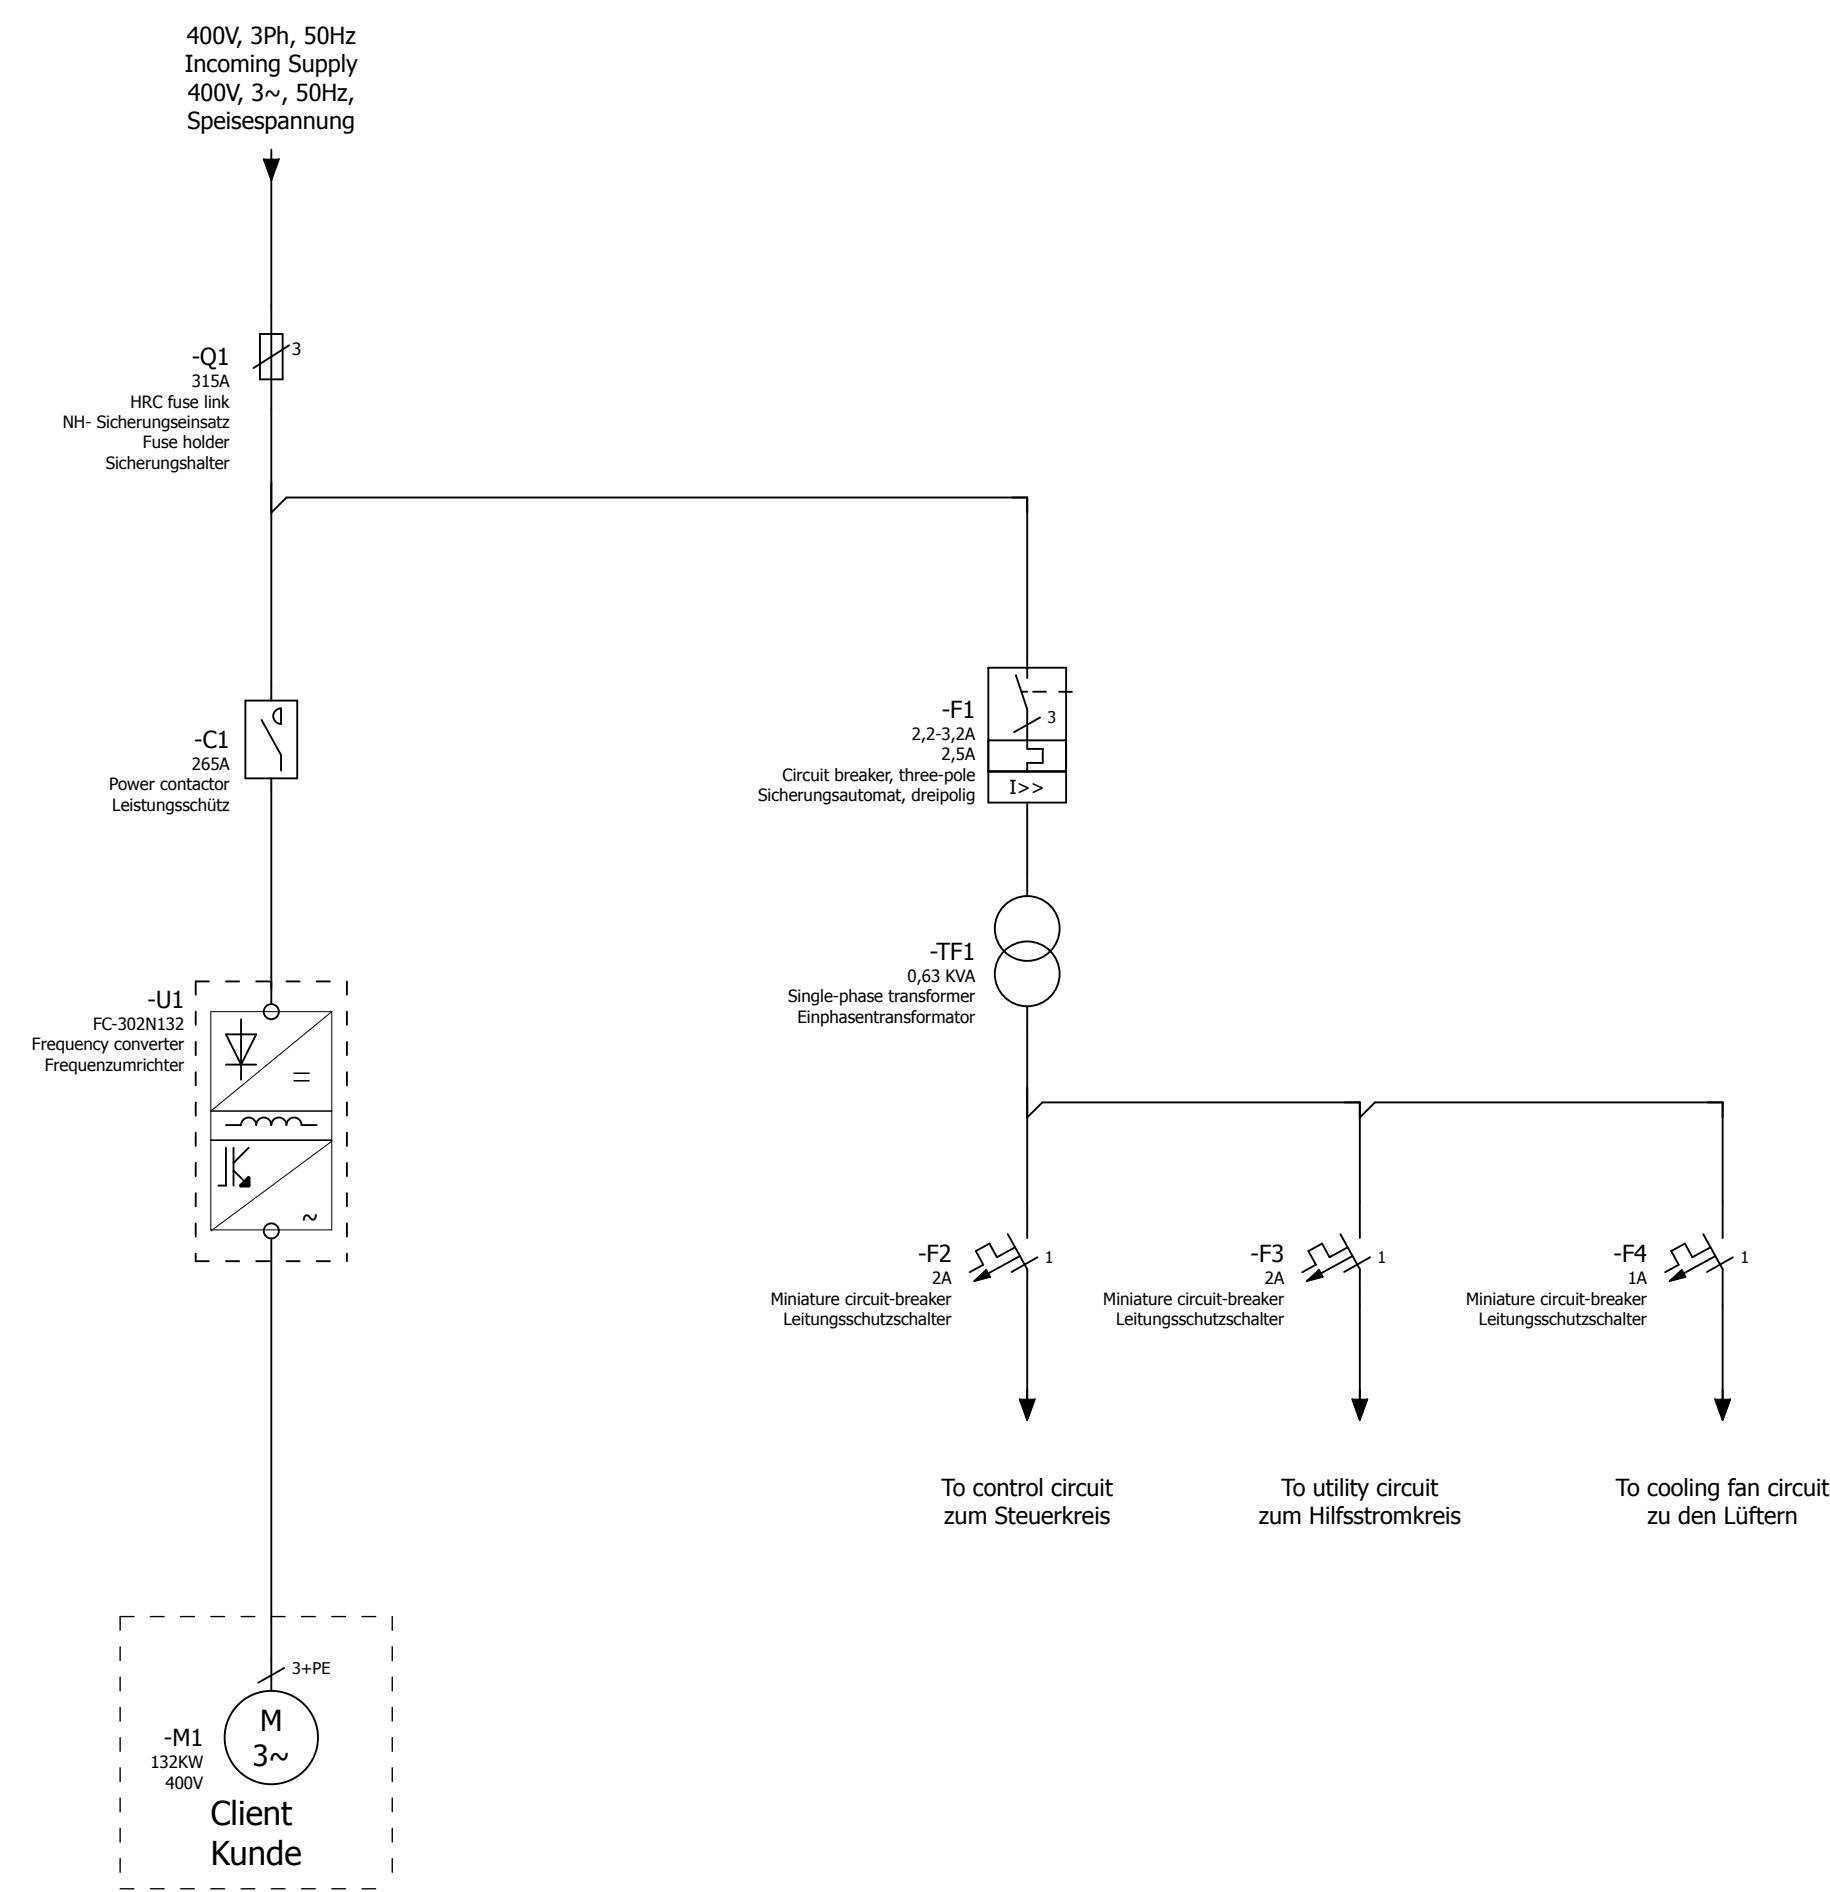 400V, 3Ph, 50Hz
Incoming Supply
400V, 3~, 50Hz,
Speisespannung
-Q1
3
315A
HRC fuse link
NH- Sicherungseinsatz
Fuse holder
Sicherungshalter
-C1
265A
Power contactor
Leistungsschütz
-F1
3
2,2-3,2A
2,5A
Circuit breaker, three-pole
Sicherungsautomat, dreipolig
I>>
-TF1
0,63 KVA
Single-phase transformer
Einphasentransformator
-U1
FC-302N132
Frequency converter
Frequenzumrichter
=
~
-F2
1
2A
Miniature circuit-breaker
Leitungsschutzschalter
-F3
1
2A
Miniature circuit-breaker
Leitungsschutzschalter
-F4
1
1A
Miniature circuit-breaker
Leitungsschutzschalter
To control circuit
zum Steuerkreis
To utility circuit
zum Hilfsstromkreis
To cooling fan circuit
zu den Lüftern
3+PE
M
3~
-M1
132KW
400V
Client
Kunde